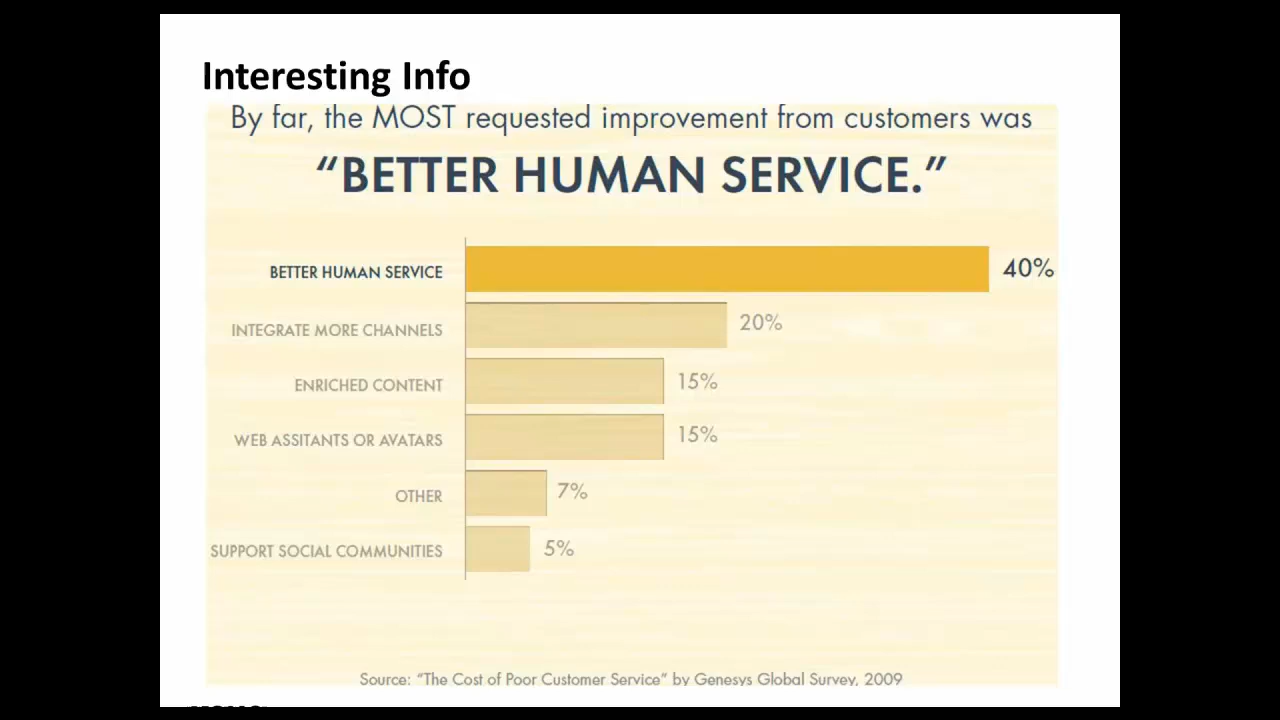 Interesting Info
By far, the MOST requested improvement from customers was
“BETTER HUMAN SERVICE.”
BETTER HUMAN SERVICE 40%
INTEGRATE MORE CHANNELS 20%
ENRICHED CONTENT 15%
WEB ASSITANTS OR AVATARS 15%
OTHER 7%
SUPPORT SOCIAL COMMUNITIES 5%
Source: “The Cost of Poor Customer Service” by Genesys Global Survey, 2009